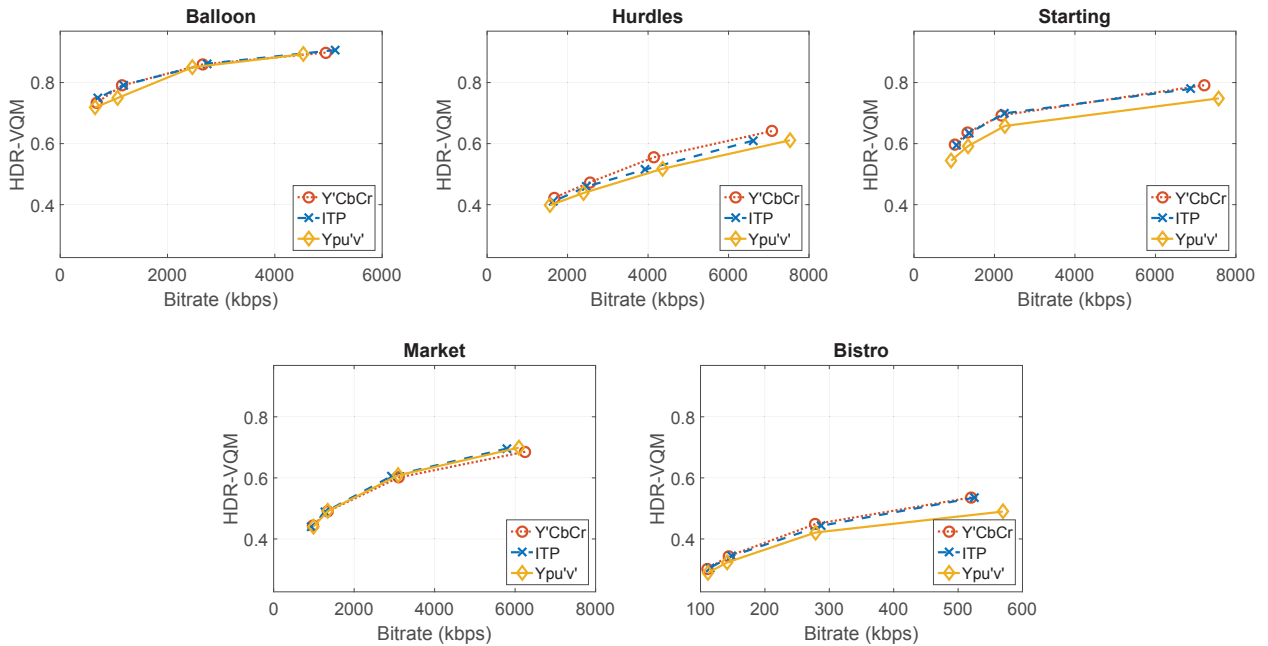 Balloon
HDR-VQM
0.8
0.6
0.4
0
2000
4000
6000
Bitrate (kbps)
Y'CbCr
ITP
Ypu'v'
Hurdles
HDR-VQM
0.8
0.6
0.4
0
2000
4000
6000
8000
Bitrate (kbps)
Y'CbCr
ITP
Ypu'v'
Starting
HDR-VQM
0.8
0.6
0.4
0
2000
4000
6000
8000
Bitrate (kbps)
Y'CbCr
ITP
Ypu'v'
Market
HDR-VQM
0.8
0.6
0.4
0
2000
4000
6000
8000
Bitrate (kbps)
Y'CbCr
ITP
Ypu'v'
Bistro
HDR-VQM
0.8
0.6
0.4
100
200
300
400
500
600
Bitrate (kbps)
Y'CbCr
ITP
Ypu'v'